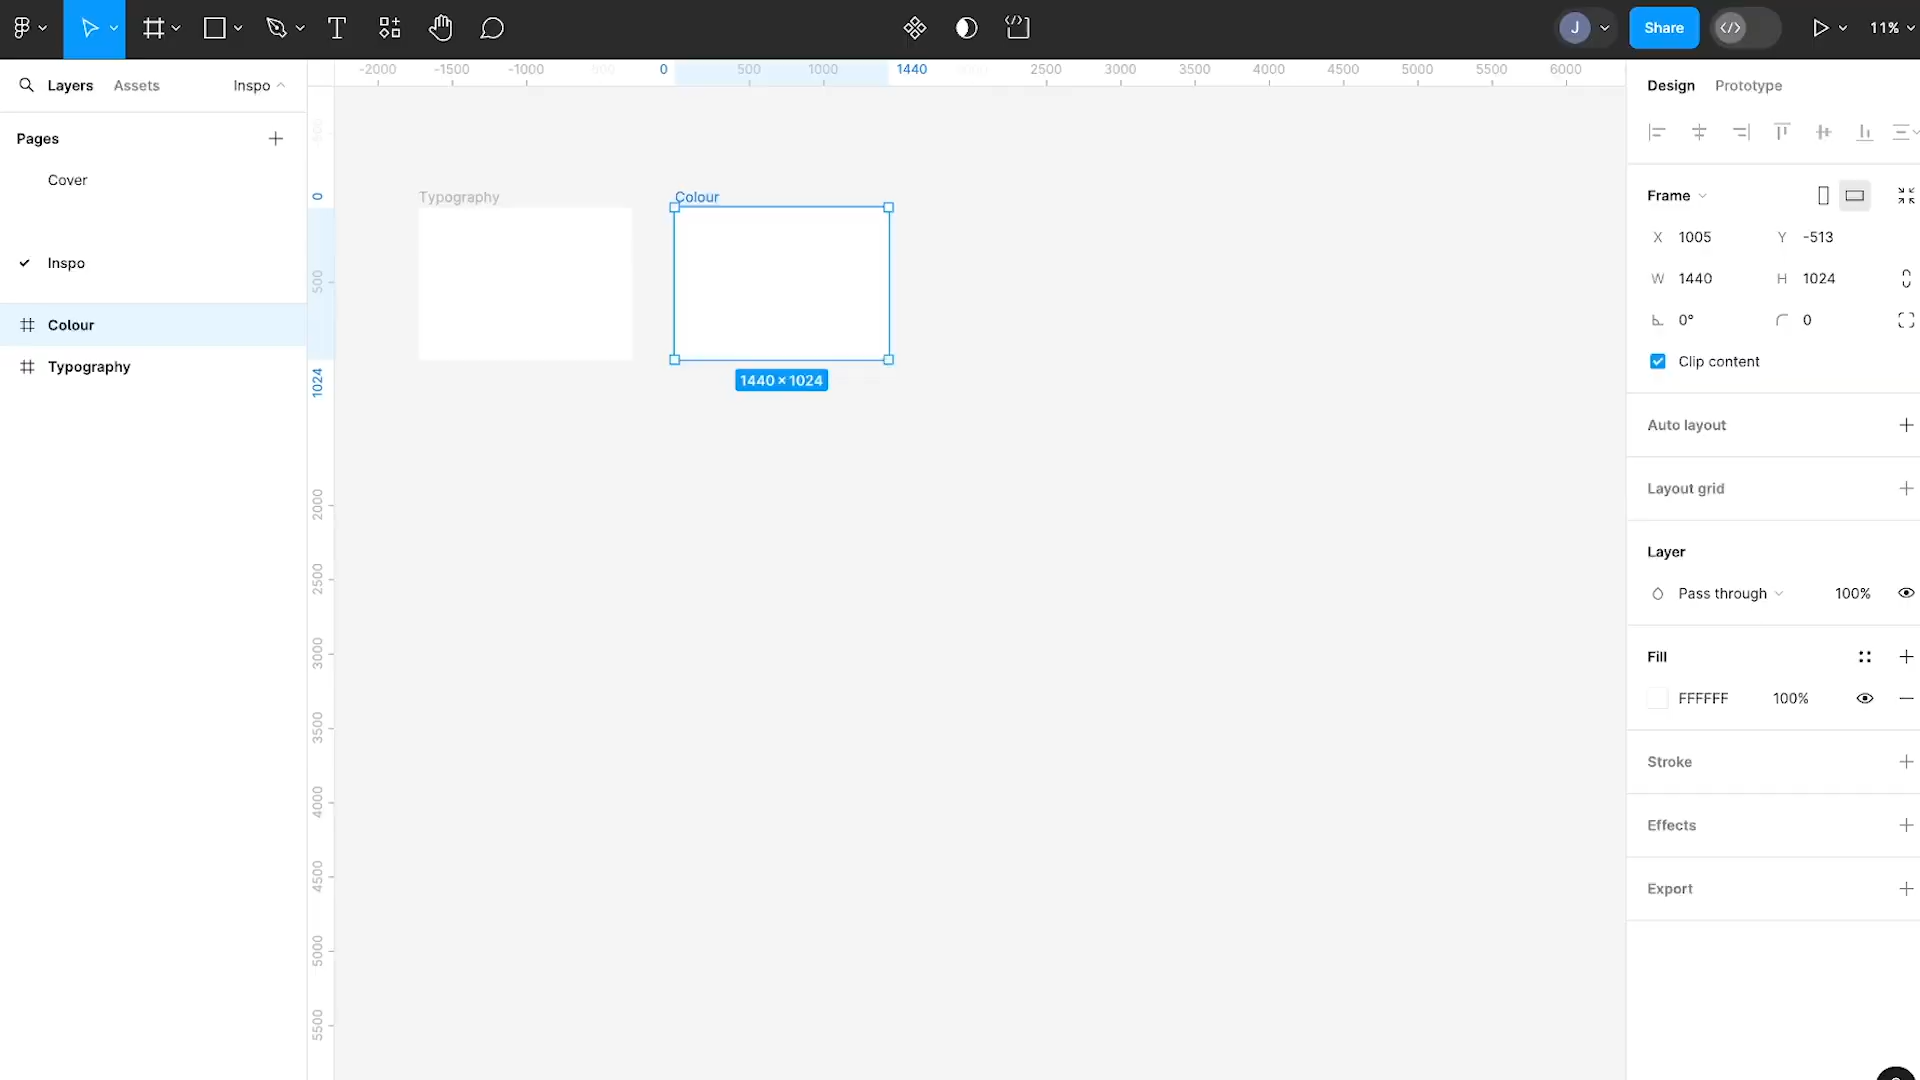 J
Share
11%
Layers
Assets
Inspo
-2000
-1500
-1000
0
500
1000
1440
2500
3000
3500
4000
4500
5000
5500
6000
Design
Prototype
Pages
Cover
Inspo
Colour
Typography
0
500
1024
2000
2500
3000
3500
4000
4500
5000
5500
Typography
Colour
1440 × 1024
Frame
X 1005 Y -513
W 1440 H 1024
0° 0
Clip content
Auto layout
Layout grid
Layer
Pass through 100%
Fill
FFFFFF 100%
Stroke
Effects
Export